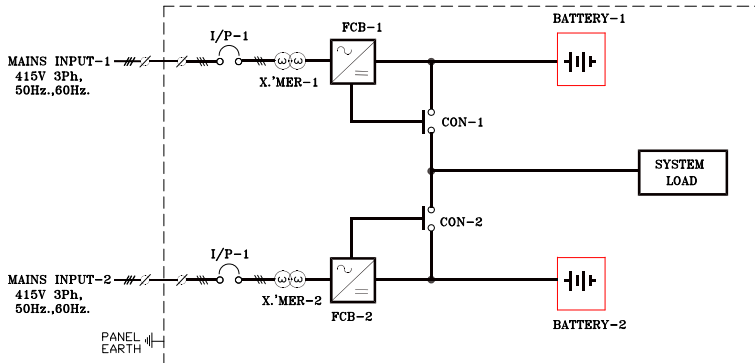 FCB-1
BATTERY-1
I/P-1
MAINS INPUT-1
415V 3Ph,
50Hz.,60Hz.
X.'MER-1
CON-1
SYSTEM
LOAD
CON-2
I/P-1
MAINS INPUT-2
415V 3Ph,
50Hz.,60Hz.
X.'MER-2
FCB-2
BATTERY-2
PANEL
EARTH